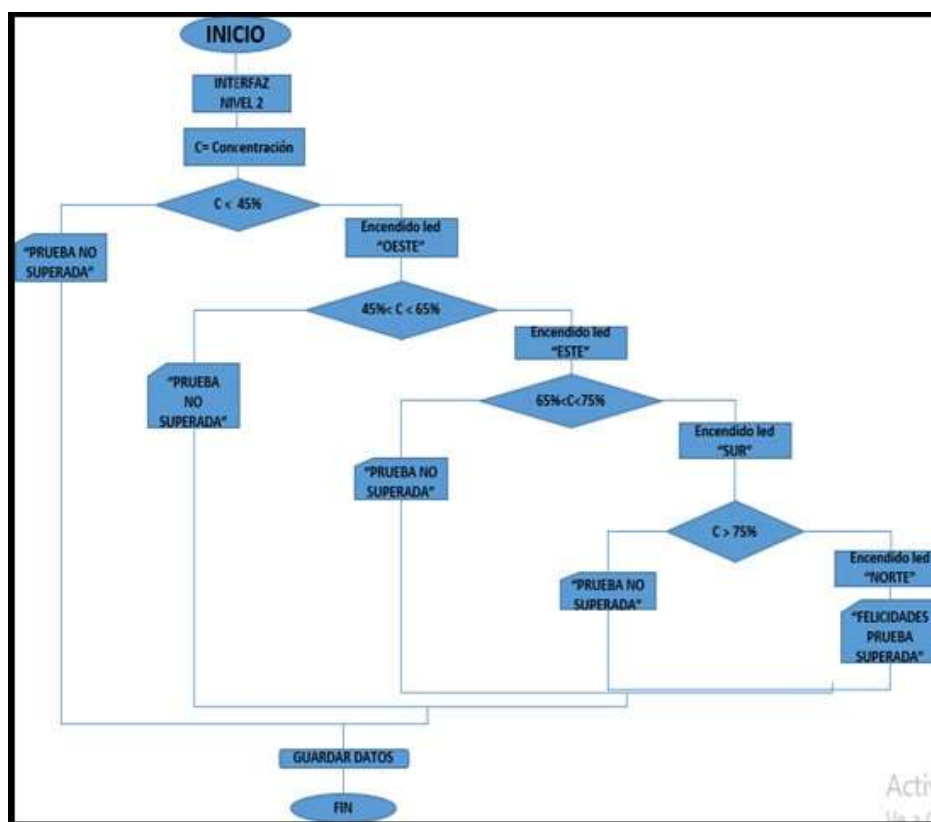 INICIO
INTERFAZ
NIVEL 2
C= Concentración
C < 45%
Encendido led
"OESTE"
"PRUEBA NO
SUPERADA"
45%< C < 65%
Encendido led
"ESTE"
"PRUEBA
NO
SUPERADA"
65%<C<75%
Encendido led
"SUR"
"PRUEBA NO
SUPERADA"
C > 75%
Encendido led
"NORTE"
"PRUEBA NO
SUPERADA"
"FELICIDADES
PRUEBA
SUPERADA"
GUARDAR DATOS
FIN
Activ